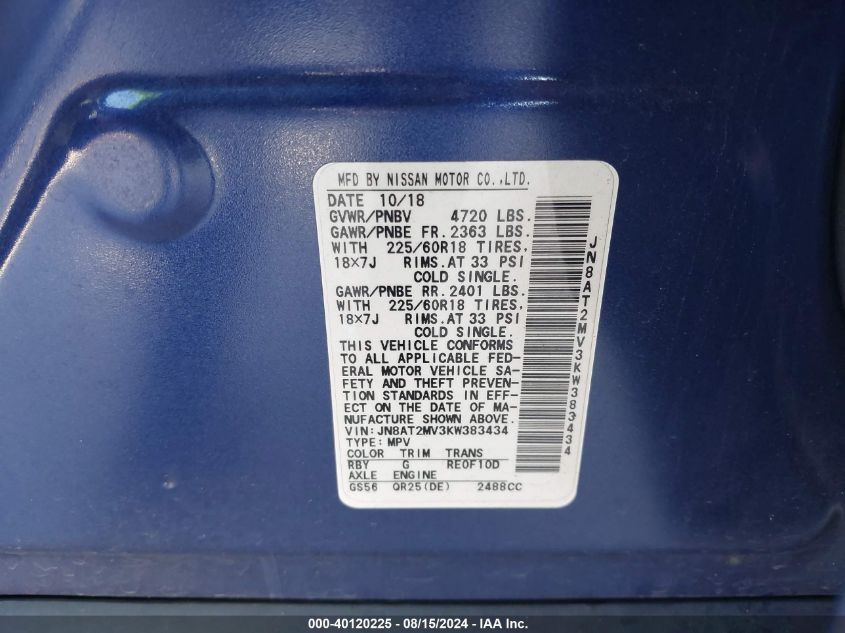 MFD BY NISSAN MOTOR CO.,LTD.
DATE 10/18
GVWR/PNBV 4720 LBS.
GAWR/PNBE FR. 2363 LBS.
WITH 225/60R18 TIRES,
18X7J RIMS.AT 33 PSI
COLD SINGLE.
GAWR/PNBE RR. 2401 LBS.
WITH 225/60R18 TIRES,
18X7J RIMS.AT 33 PSI
COLD SINGLE.
THIS VEHICLE CONFORMS
TO ALL APPLICABLE FED-
ERAL MOTOR VEHICLE SA-
FETY AND THEFT PREVEN-
TION STANDARDS IN EFF-
ECT ON THE DATE OF MA-
NUFACTURE SHOWN ABOVE.
VIN: JN8AT2MV3KW383434
TYPE: MPV
COLOR TRIM TRANS
RBY G RE0F10D
AXLE ENGINE
GS56 QR25(DE) 2488CC
JN8AT2MV3KW383434
000-40120225 - 08/15/2024 - IAA Inc.